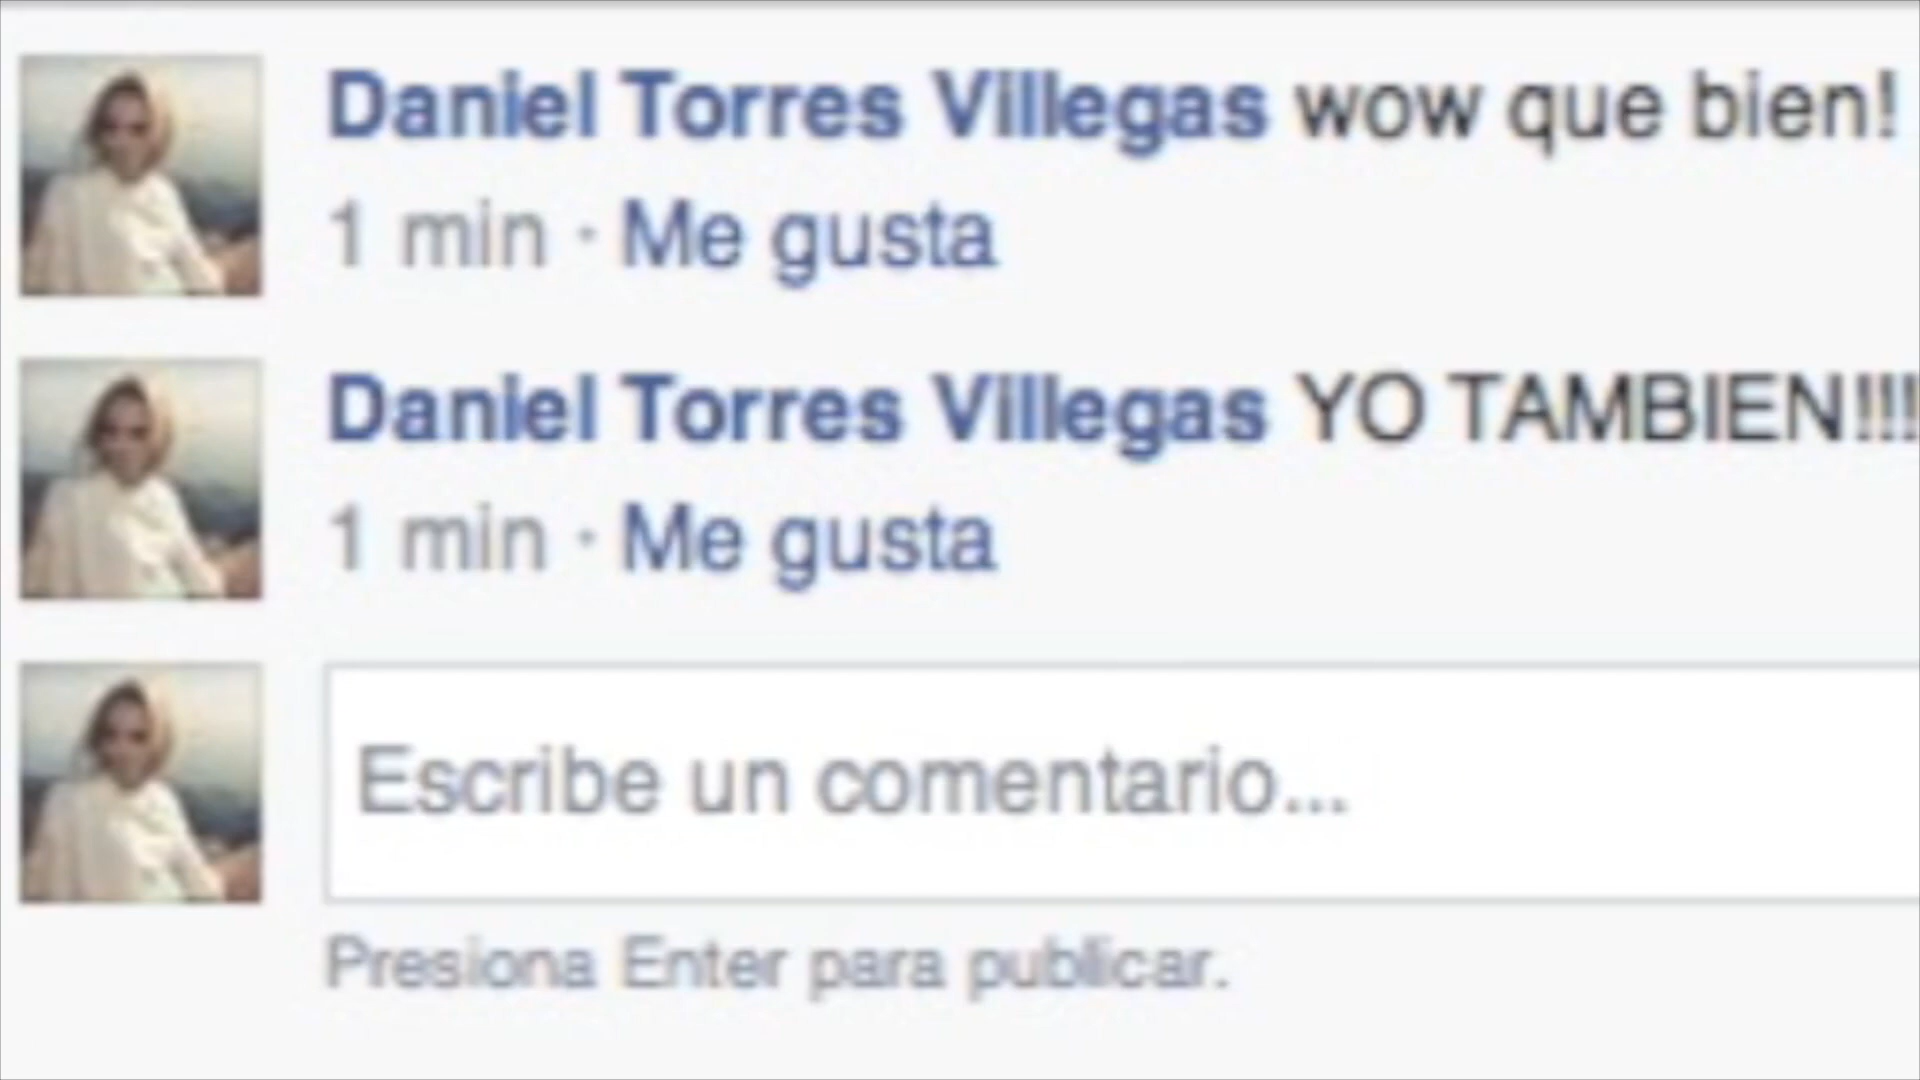 Daniel Torres Villegas wow que bien!
1 min · Me gusta
Daniel Torres Villegas YO TAMBIEN!!!
1 min · Me gusta
Escribe un comentario...
Presiona Enter para publicar.